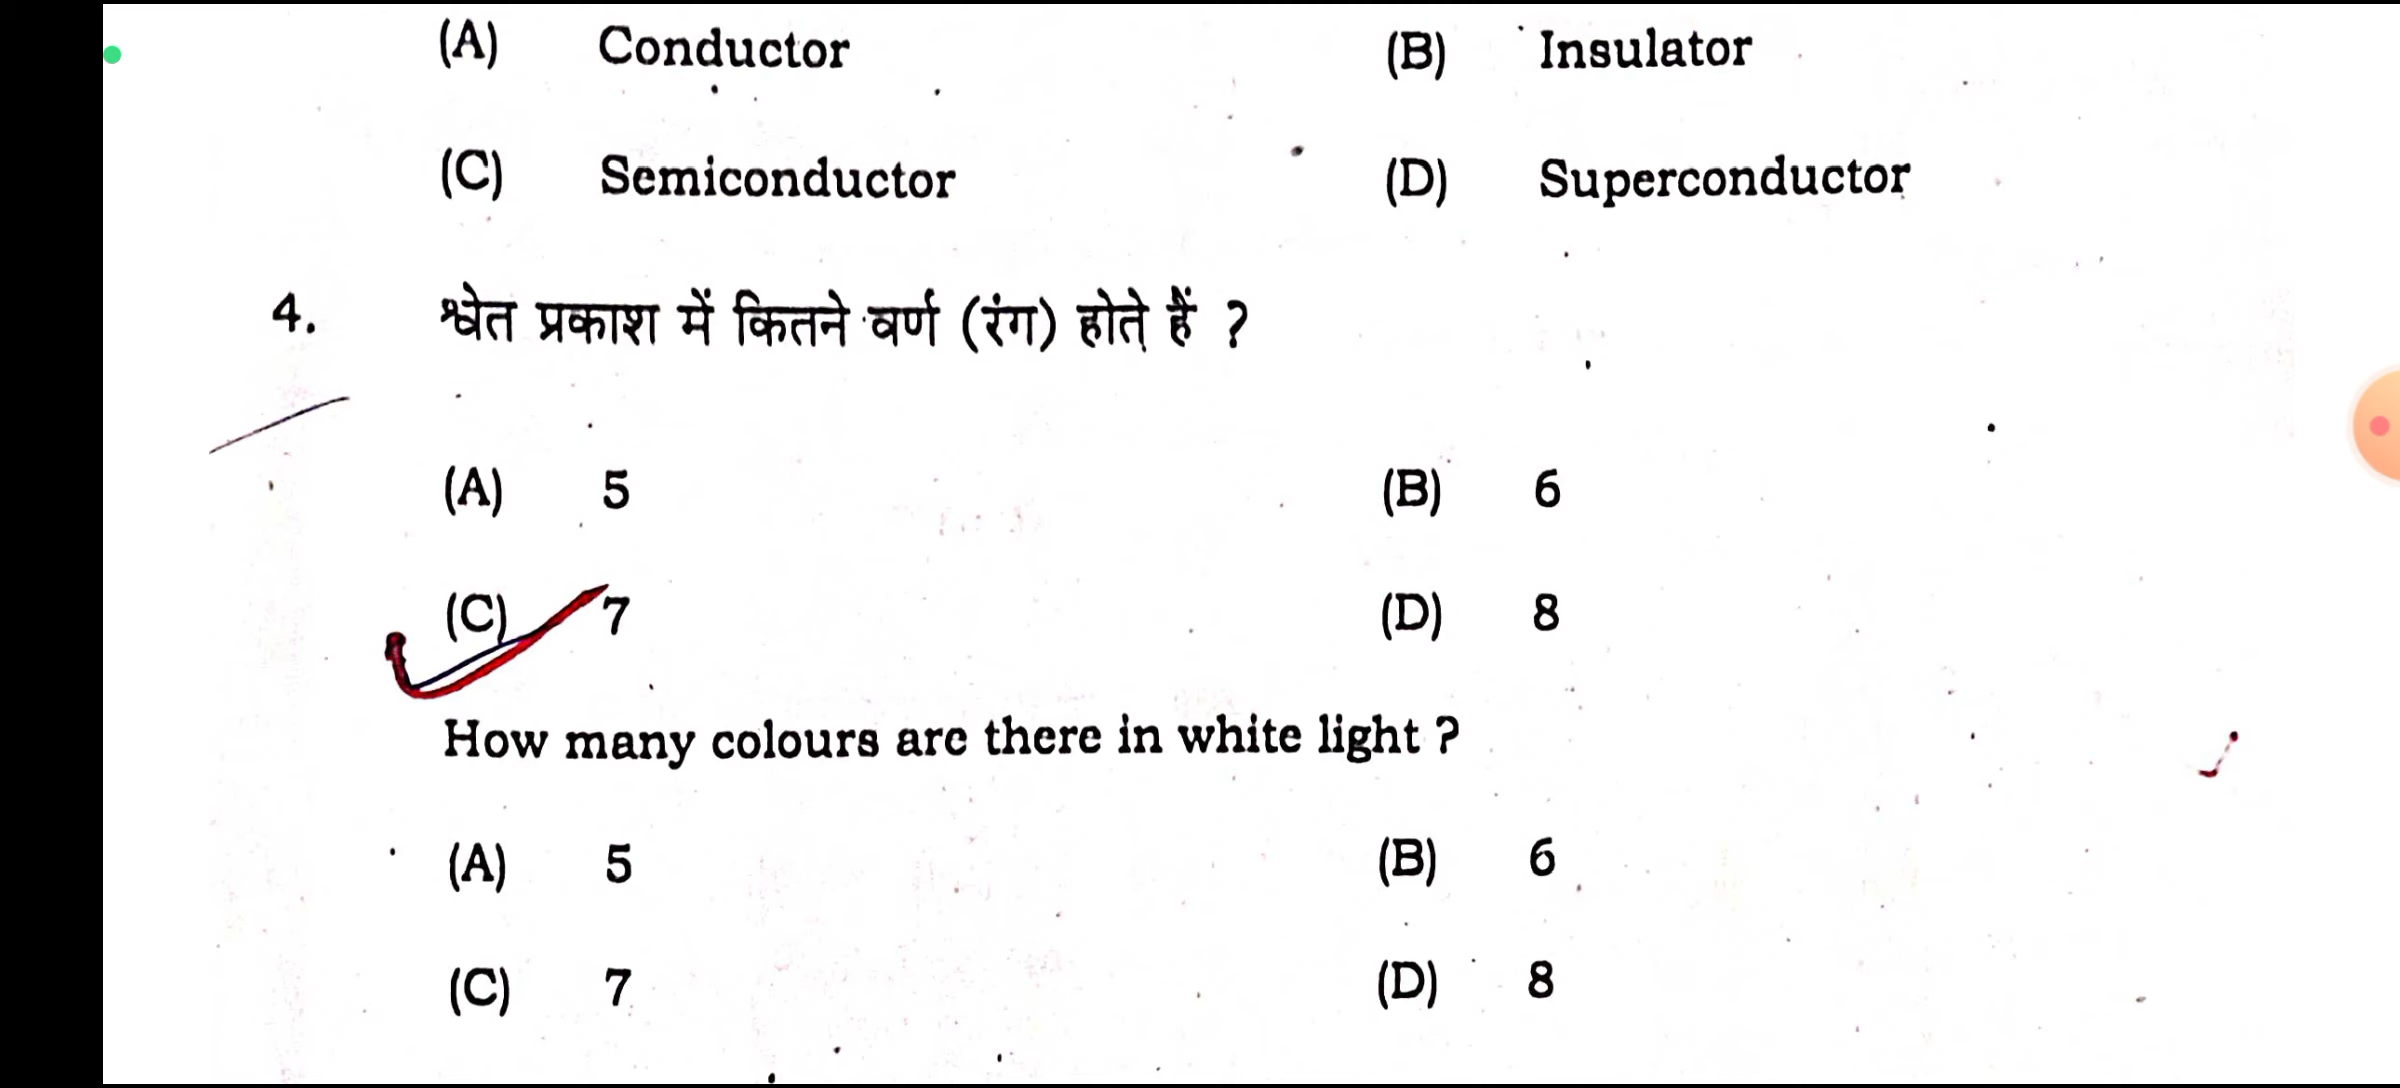 (A) Conductor (B) Insulator
(C) Semiconductor (D) Superconductor
4. श्वेत प्रकाश में कितने वर्ण (रंग) होते हैं ?
(A) 5 (B) 6
(C) 7 (D) 8
How many colours are there in white light ?
(A) 5 (B) 6
(C) 7 (D) 8